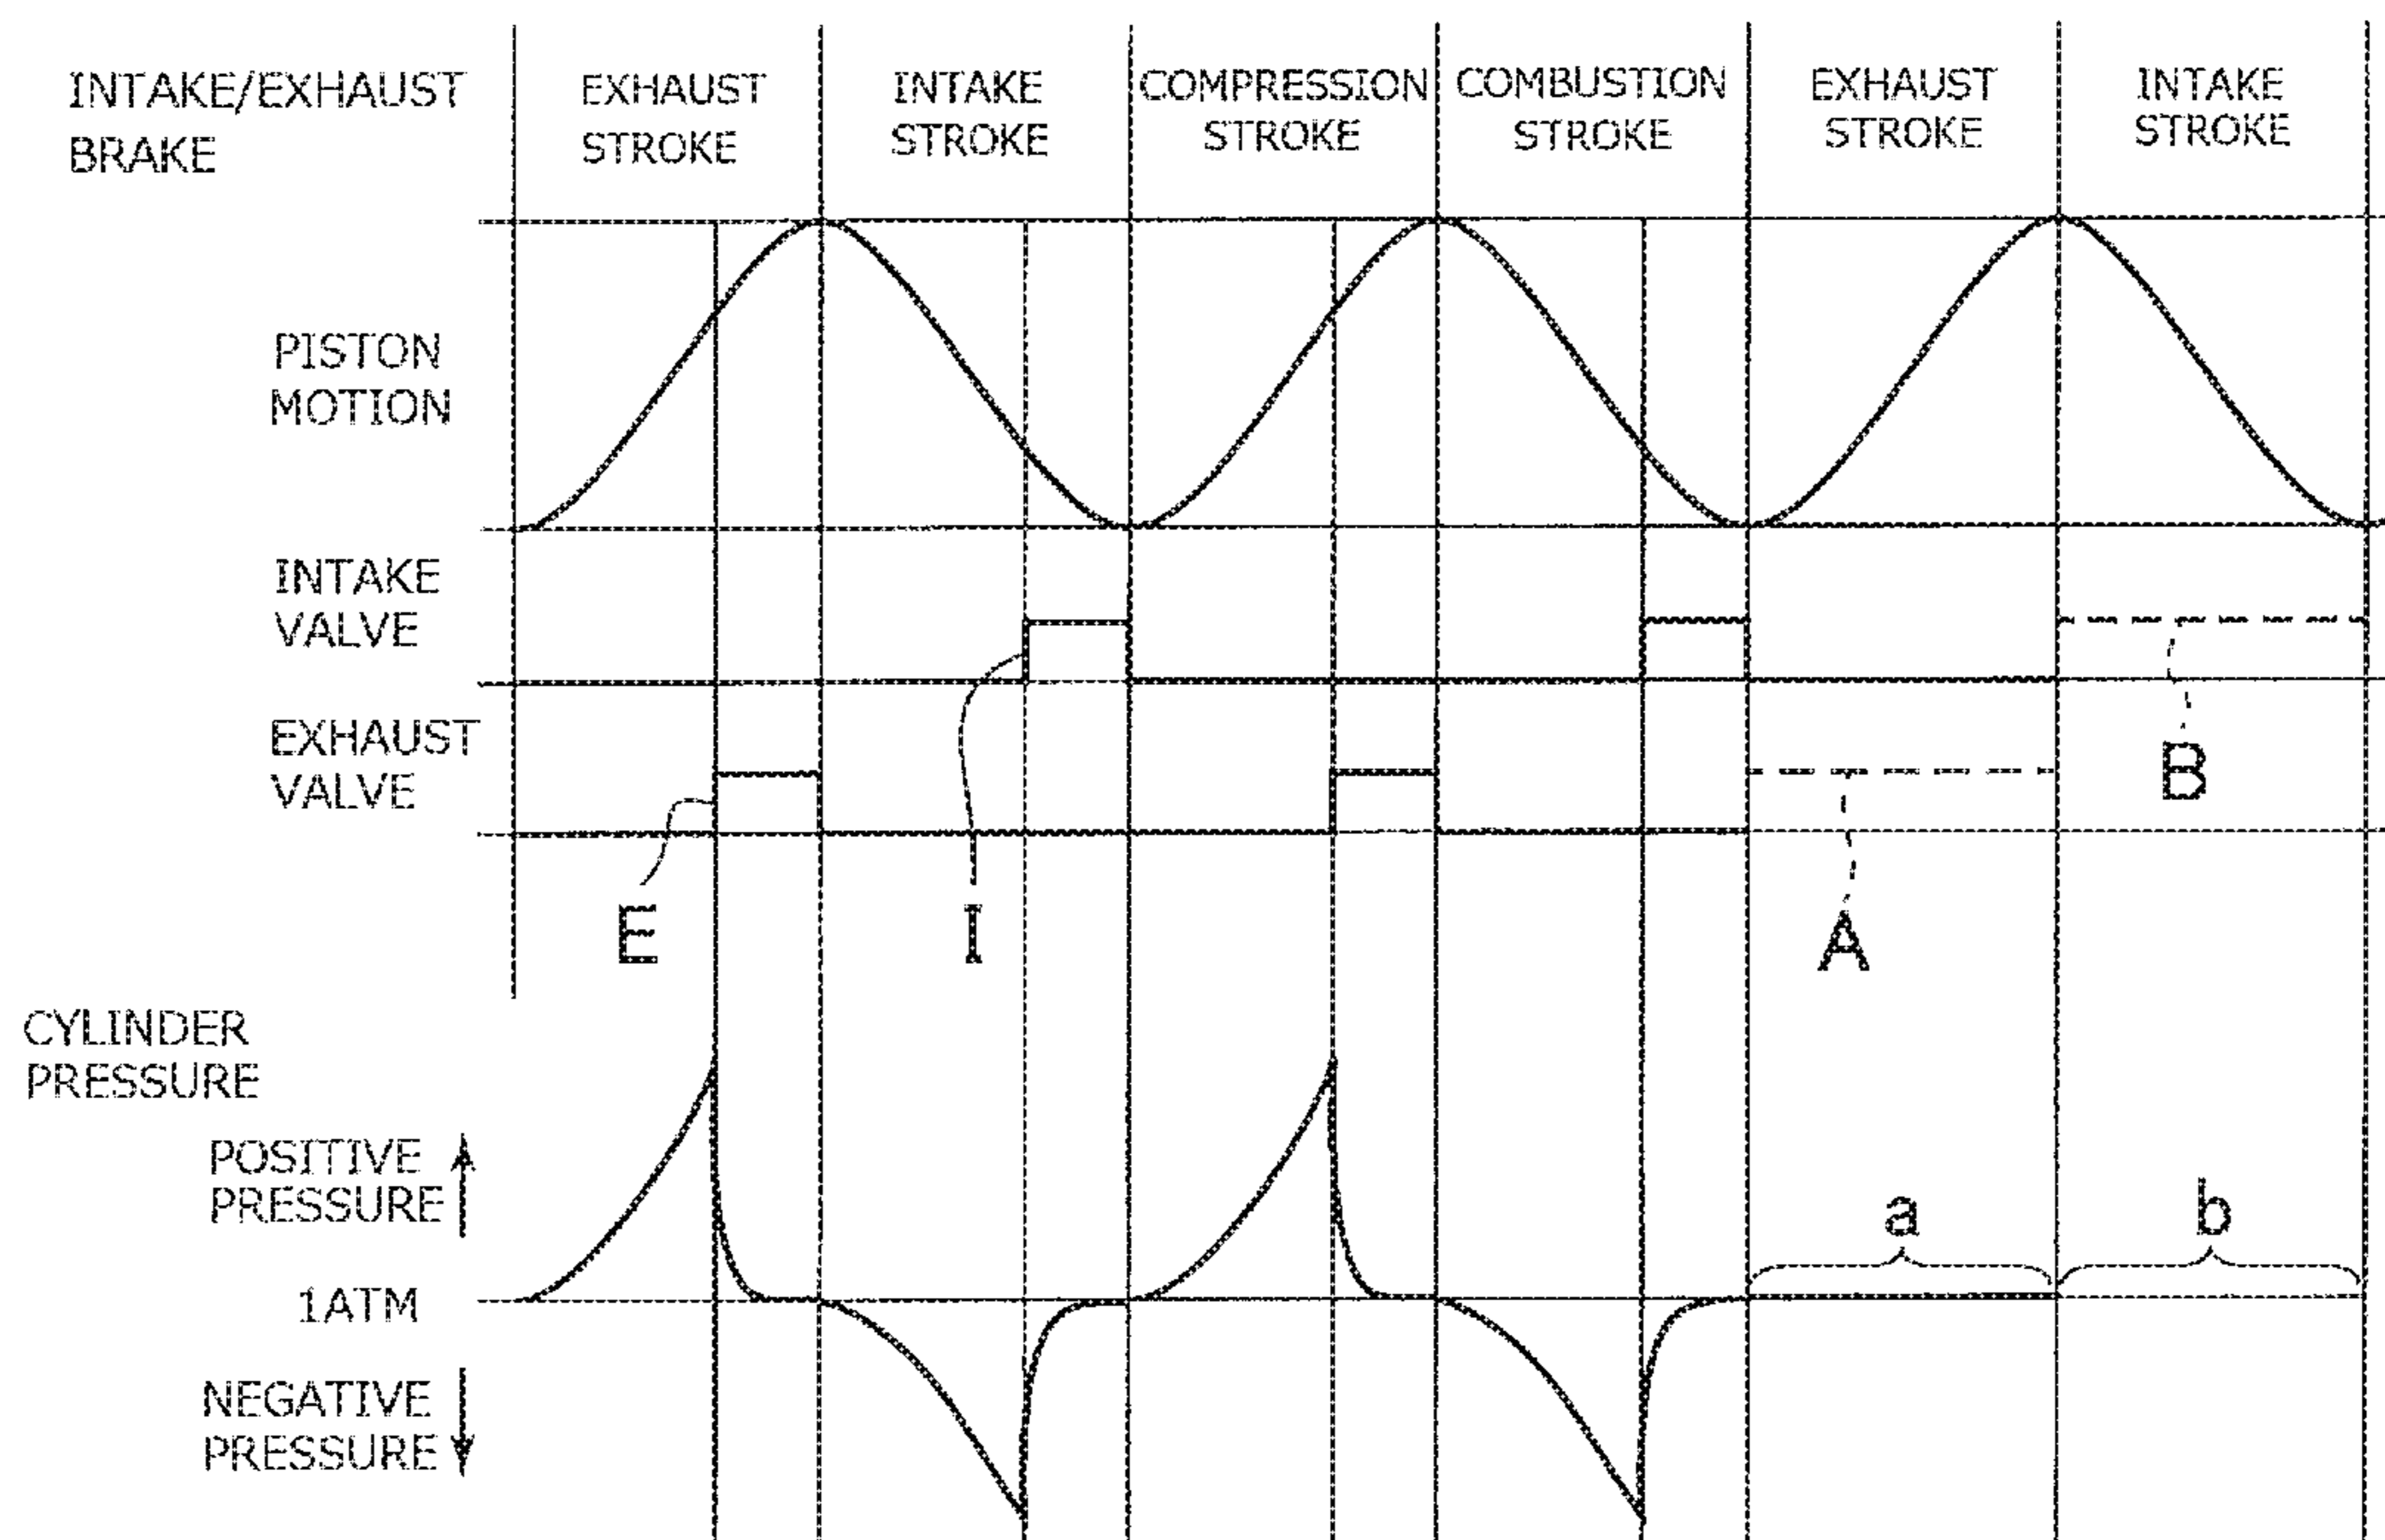 INTAKE/EXHAUST
BRAKE
EXHAUST
STROKE
INTAKE
STROKE
COMPRESSION
STROKE
COMBUSTION
STROKE
EXHAUST
STROKE
INTAKE
STROKE
PISTON
MOTION
INTAKE
VALVE
EXHAUST
VALVE
B
E
I
A
CYLINDER
PRESSURE
POSITIVE
PRESSURE
a
b
1ATM
NEGATIVE
PRESSURE